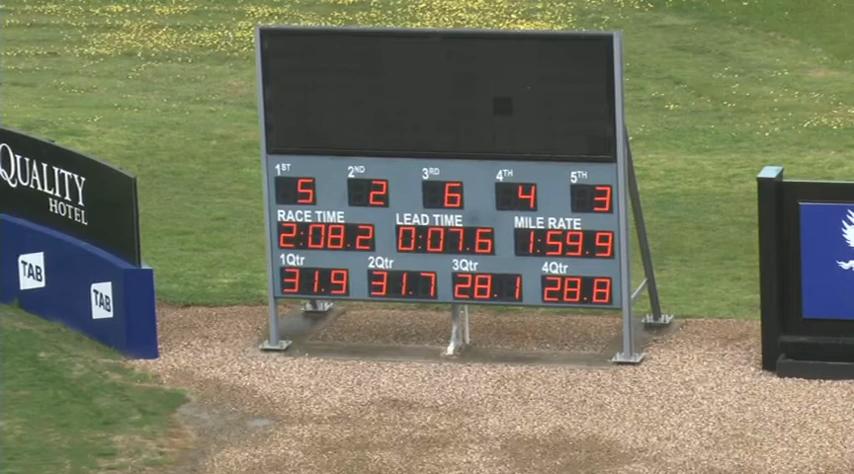 QUALITY
HOTEL
TAB
TAB
1ST 2ND 3RD 4TH 5TH
5 2 6 4 3
RACE TIME LEAD TIME MILE RATE
2:08.2 0:07.6 1:59.9
1Qtr 2Qtr 3Qtr 4Qtr
31.9 31.7 28.1 28.8